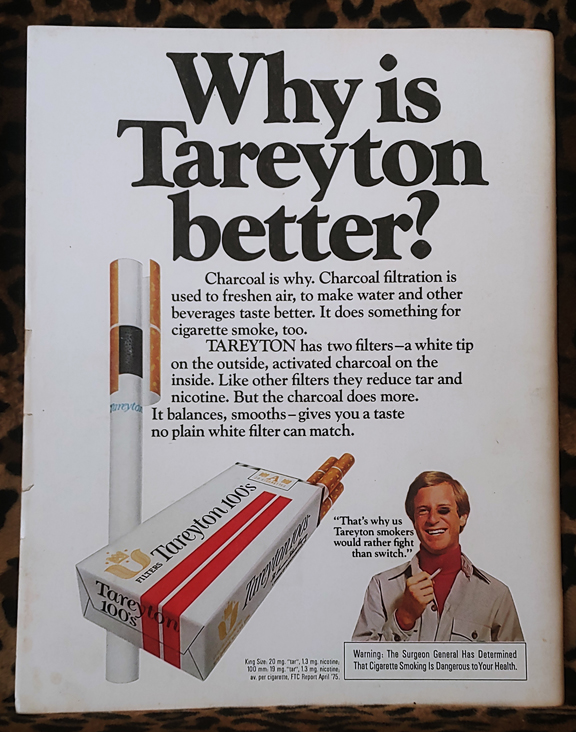 Why is
Tareyton
better?
Charcoal is why. Charcoal filtration is
used to freshen air, to make water and other
beverages taste better. It does something for
cigarette smoke, too.
TAREYTON has two filters—a white tip
on the outside, activated charcoal on the
inside. Like other filters they reduce tar and
nicotine. But the charcoal does more.
It balances, smooths—gives you a taste
no plain white filter can match.
Tareyton
FILTERS Tareyton 100's
Tareyton 100's
Tareyton
100's
"That's why us
Tareyton smokers
would rather fight
than switch."
King Size: 20 mg. "tar", 1.3 mg. nicotine;
100 mm: 19 mg. "tar", 1.3 mg. nicotine,
av. per cigarette, FTC Report April '75.
Warning: The Surgeon General Has Determined
That Cigarette Smoking Is Dangerous to Your Health.